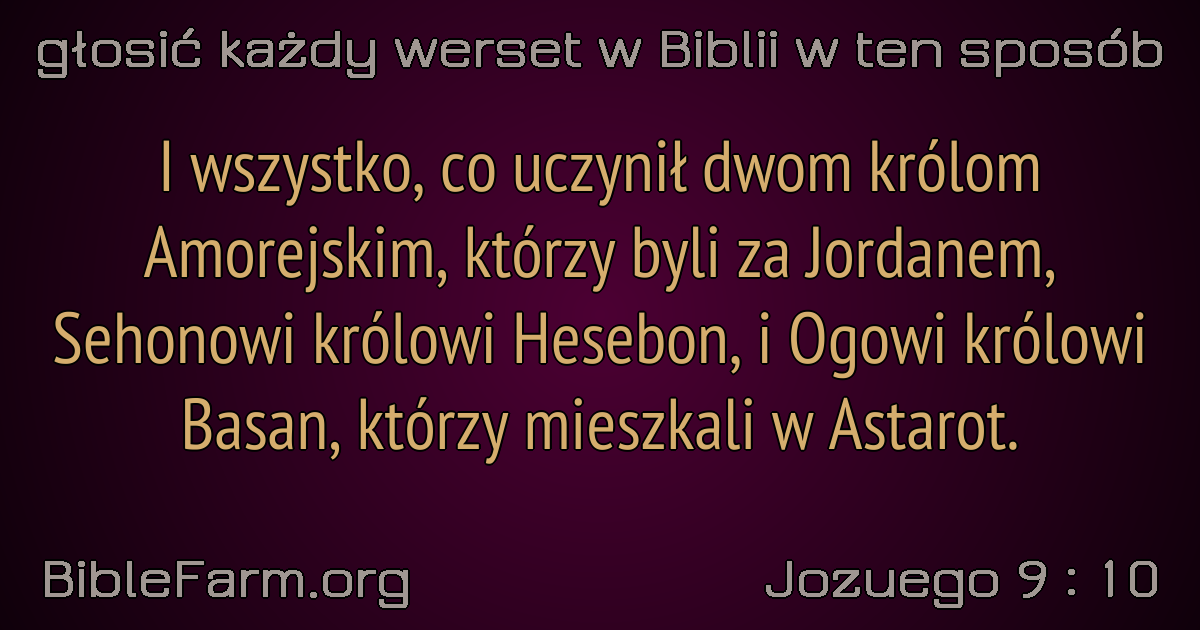 głosić każdy werset w Biblii w ten sposób
I wszystko, co uczynił dwom królom
Amorejskim, którzy byli za Jordanem,
Sehonowi królowi Hesebon, i Ogowi królowi
Basan, którzy mieszkali w Astarot.
BibleFarm.org
Jozuego 9 : 10